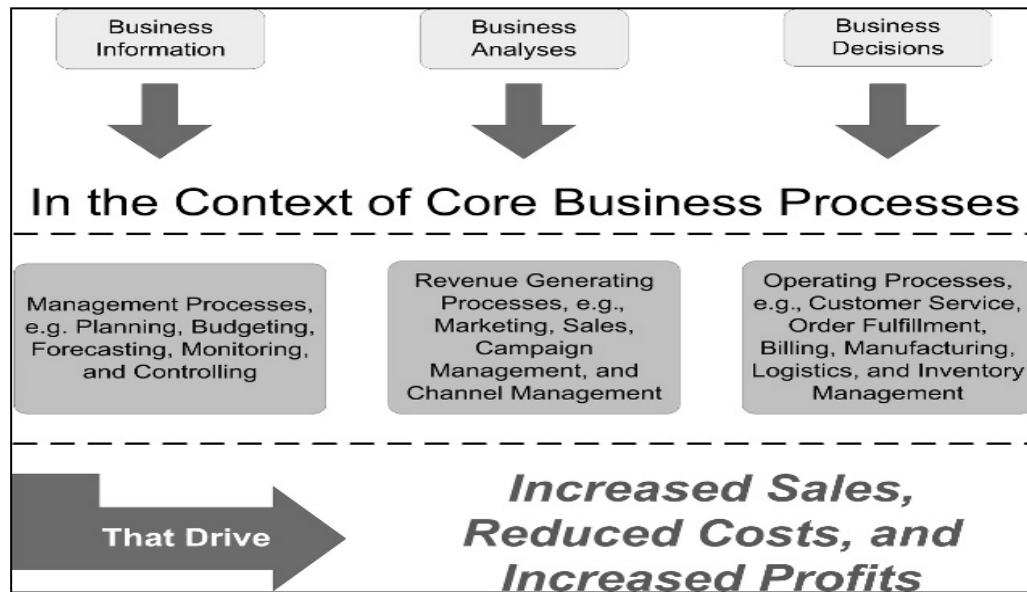 Business
Information
Business
Analyses
Business
Decisions
In the Context of Core Business Processes
Management Processes,
e.g. Planning, Budgeting,
Forecasting, Monitoring,
and Controlling
Revenue Generating
Processes, e.g.,
Marketing, Sales,
Campaign
Management, and
Channel Management
Operating Processes,
e.g., Customer Service,
Order Fulfillment,
Billing, Manufacturing,
Logistics, and Inventory
Management
That Drive
Increased Sales,
Reduced Costs, and
Increased Profits